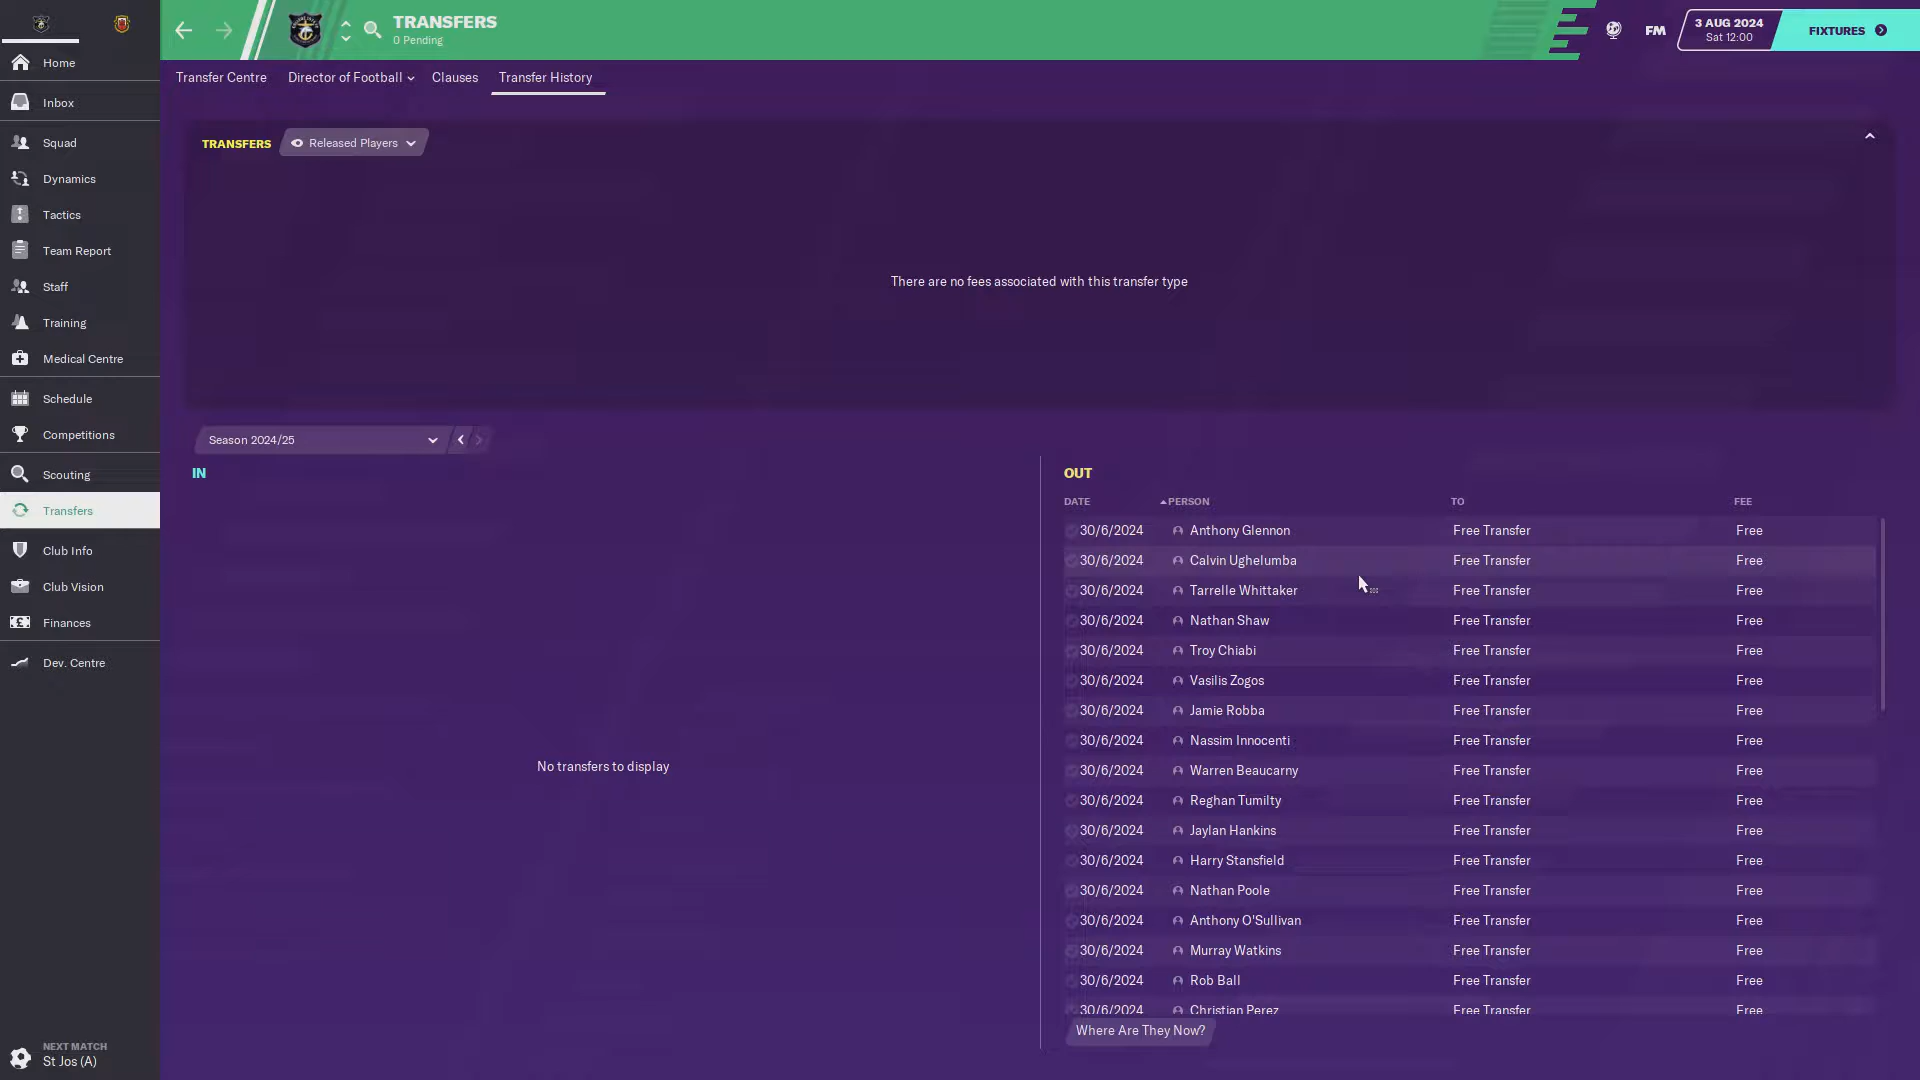 TRANSFERS
0 Pending
FM
3 AUG 2024
Sat 12:00
FIXTURES
Home
Inbox
Squad
Dynamics
Tactics
Team Report
Staff
Training
Medical Centre
Schedule
Competitions
Scouting
Transfers
Club Info
Club Vision
Finances
Dev. Centre
NEXT MATCH
St Jos (A)
Transfer Centre Director of Football Clauses Transfer History
TRANSFERS Released Players
There are no fees associated with this transfer type
Season 2024/25
IN
No transfers to display
OUT
DATE PERSON TO FEE
30/6/2024 Anthony Glennon Free Transfer Free
30/6/2024 Calvin Ughelumba Free Transfer Free
30/6/2024 Tarrelle Whittaker Free Transfer Free
30/6/2024 Nathan Shaw Free Transfer Free
30/6/2024 Troy Chiabi Free Transfer Free
30/6/2024 Vasilis Zogos Free Transfer Free
30/6/2024 Jamie Robba Free Transfer Free
30/6/2024 Nassim Innocenti Free Transfer Free
30/6/2024 Warren Beaucarny Free Transfer Free
30/6/2024 Reghan Tumilty Free Transfer Free
30/6/2024 Jaylan Hankins Free Transfer Free
30/6/2024 Harry Stansfield Free Transfer Free
30/6/2024 Nathan Poole Free Transfer Free
30/6/2024 Anthony O'Sullivan Free Transfer Free
30/6/2024 Murray Watkins Free Transfer Free
30/6/2024 Rob Ball Free Transfer Free
30/6/2024 Christian Perez Free Transfer Free
Where Are They Now?